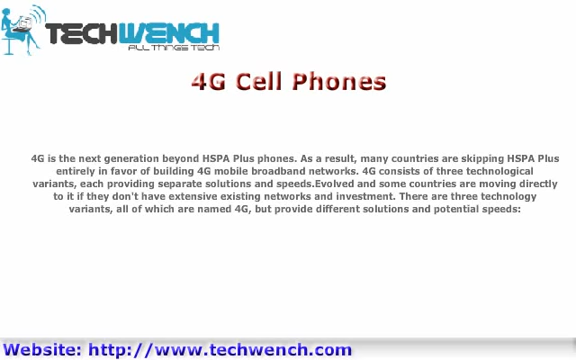 TECHWENCH
ALL THINGS TECH
4G Cell Phones
4G is the next generation beyond HSPA Plus phones. As a result, many countries are skipping HSPA Plus
entirely in favor of building 4G mobile broadband networks. 4G consists of three technological
variants, each providing separate solutions and speeds.Evolved and some countries are moving directly
to it if they don't have extensive existing networks and investment. There are three technology
variants, all of which are named 4G, but provide different solutions and potential speeds:
Website: http://www.techwench.com